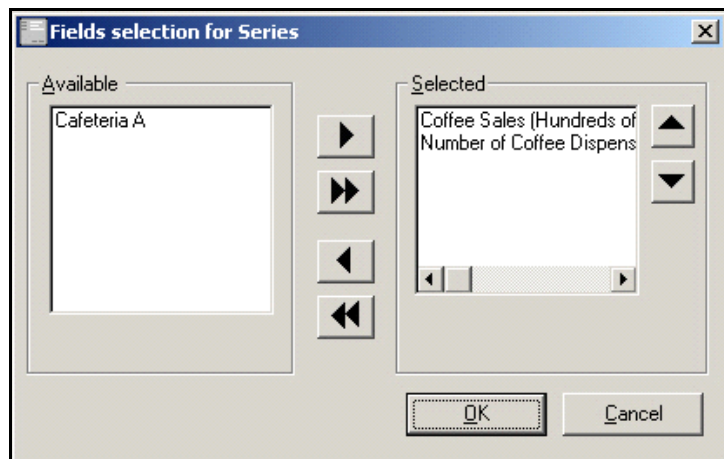 Fields selection for Series
Available
Selected
Cafeteria A
Coffee Sales (Hundreds of
Number of Coffee Dispens
OK
Cancel